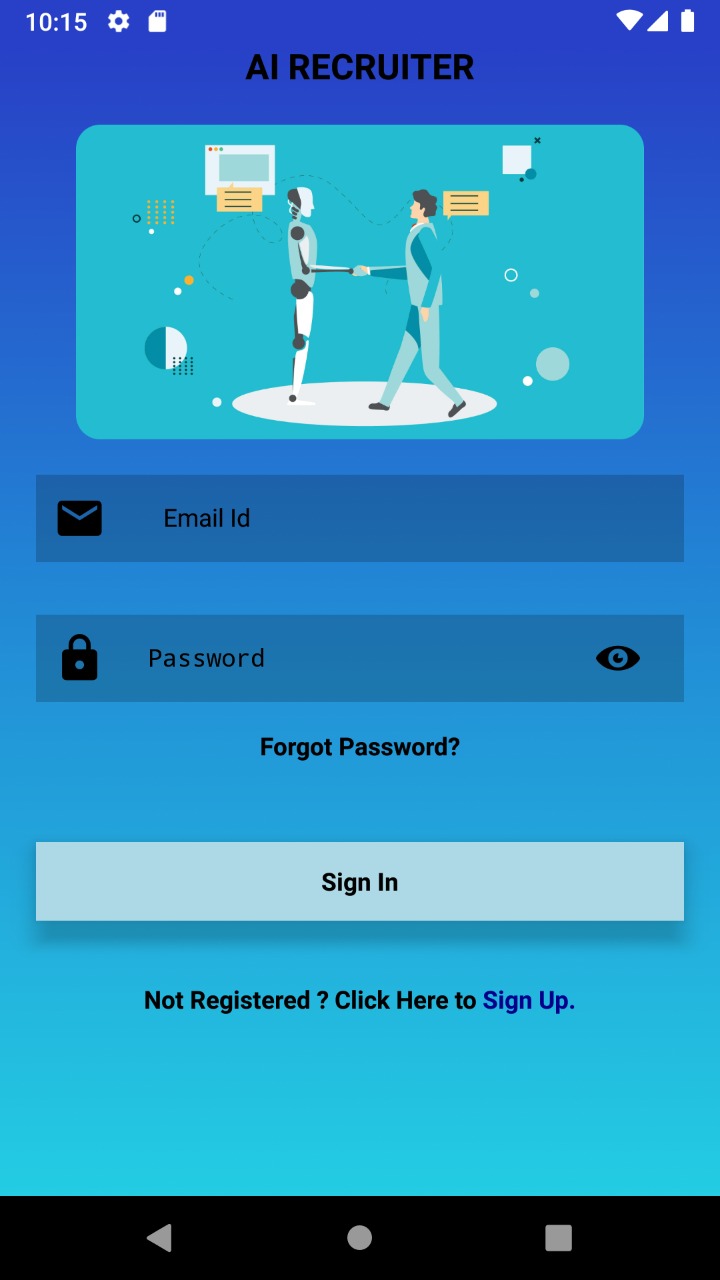 10:15
AI RECRUITER
Email Id
Password
Forgot Password?
Sign In
Not Registered ? Click Here to Sign Up.